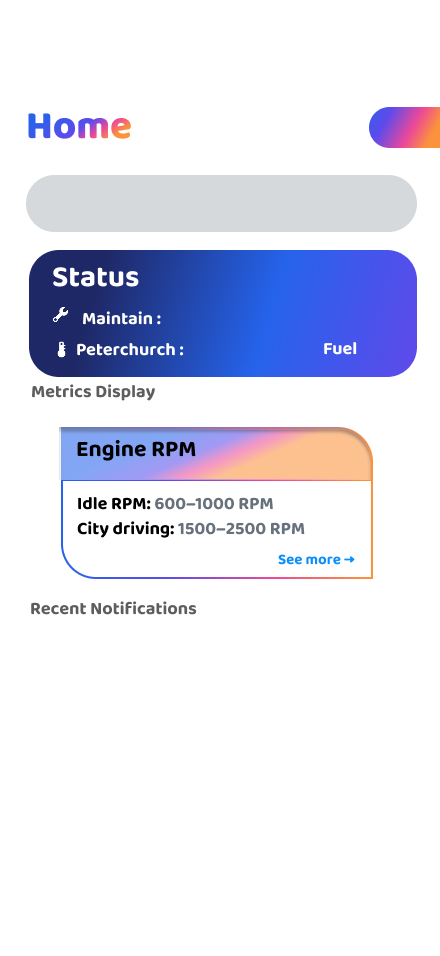 Home
Status
Maintain :
Peterchurch :
Fuel
Metrics Display
Engine RPM
Idle RPM: 600–1000 RPM
City driving: 1500–2500 RPM
See more →
Recent Notifications